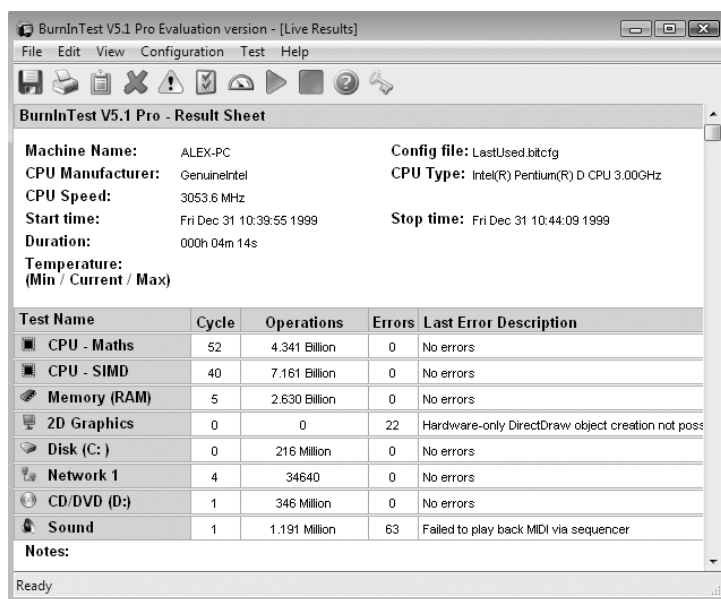 BurnInTest V5.1 Pro Evaluation version - [Live Results]
File Edit View Configuration Test Help
BurnInTest V5.1 Pro - Result Sheet
Machine Name: ALEX-PC Config file: LastUsed.bitcfg
CPU Manufacturer: GenuineIntel CPU Type: Intel(R) Pentium(R) D CPU 3.00GHz
CPU Speed: 3053.6 MHz
Start time: Fri Dec 31 10:39:55 1999 Stop time: Fri Dec 31 10:44:09 1999
Duration: 000h 04m 14s
Temperature:
(Min / Current / Max)
Test Name Cycle Operations Errors Last Error Description
CPU - Maths 52 4.341 Billion 0 No errors
CPU - SIMD 40 7.161 Billion 0 No errors
Memory (RAM) 5 2.630 Billion 0 No errors
2D Graphics 0 0 22 Hardware-only DirectDraw object creation not poss
Disk (C: ) 0 216 Million 0 No errors
Network 1 4 34640 0 No errors
CD/DVD (D:) 1 346 Million 0 No errors
Sound 1 1.191 Million 63 Failed to play back MIDI via sequencer
Notes:
Ready